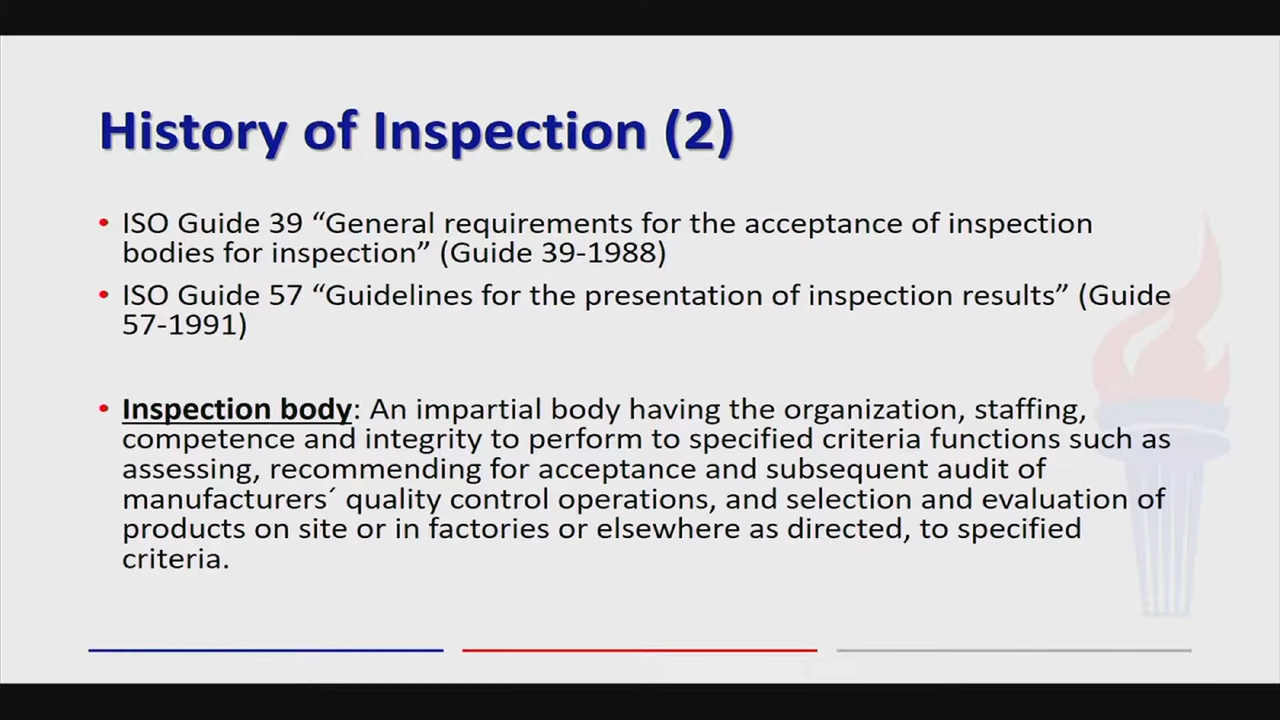 History of Inspection (2)
• ISO Guide 39 “General requirements for the acceptance of inspection
bodies for inspection” (Guide 39-1988)
• ISO Guide 57 “Guidelines for the presentation of inspection results” (Guide
57-1991)
• Inspection body: An impartial body having the organization, staffing,
competence and integrity to perform to specified criteria functions such as
assessing, recommending for acceptance and subsequent audit of
manufacturers´ quality control operations, and selection and evaluation of
products on site or in factories or elsewhere as directed, to specified
criteria.